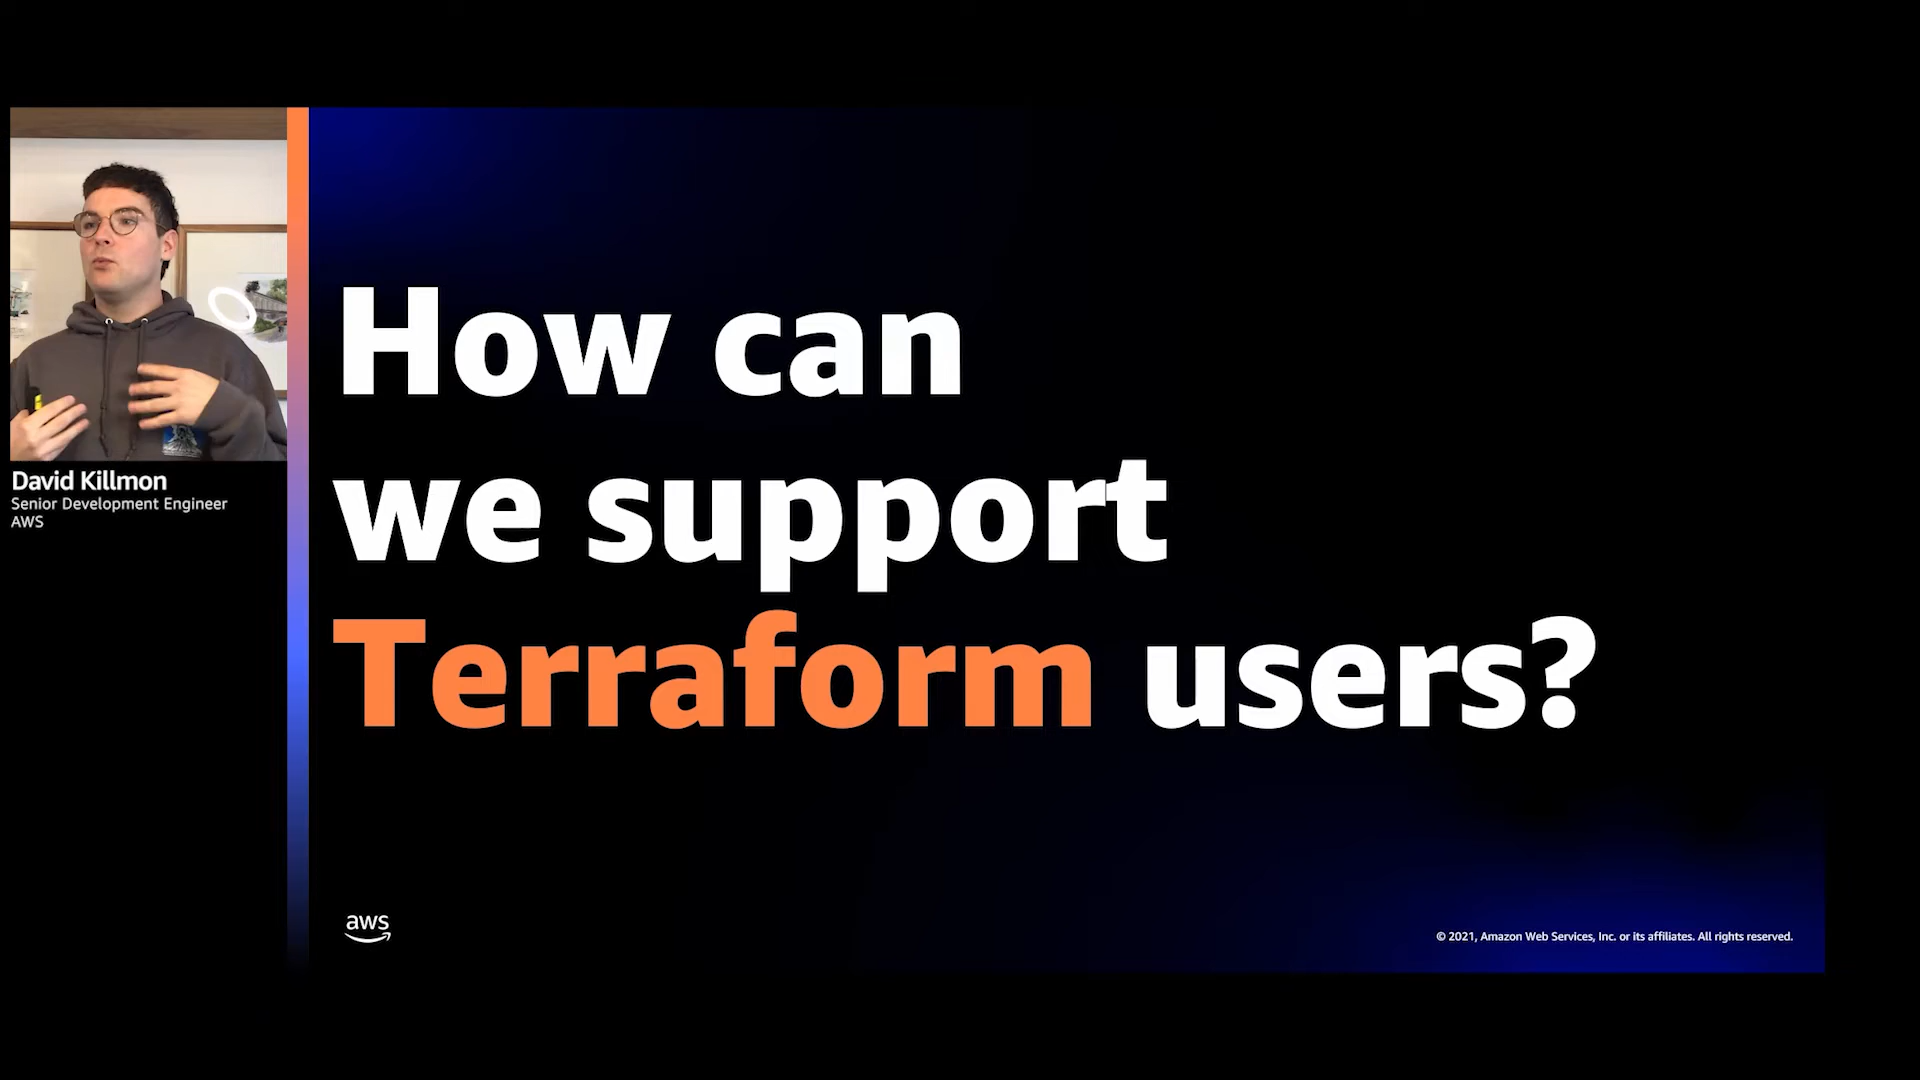 David Killmon
Senior Development Engineer
AWS
How can
we support
Terraform users?
aws
© 2021, Amazon Web Services, Inc. or its affiliates. All rights reserved.